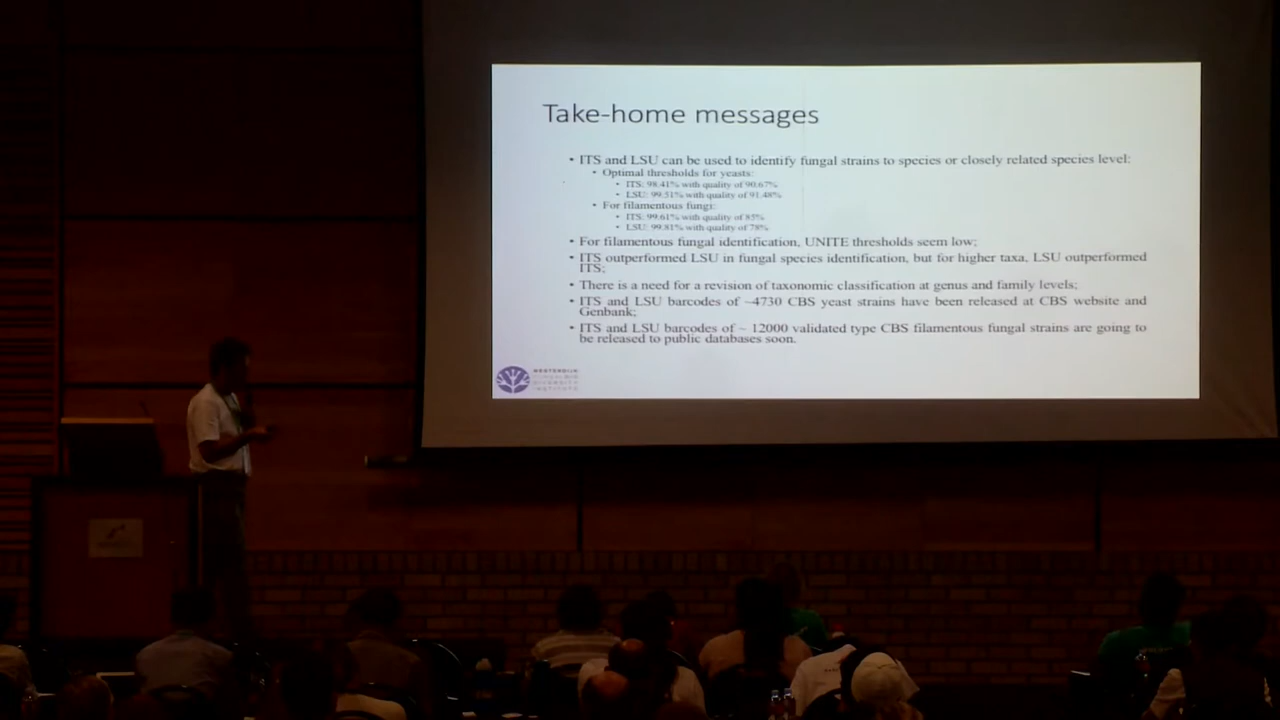 Take-home messages
• ITS and LSU can be used to identify fungal strains to species or closely related species level:
• Optimal thresholds for yeasts:
• ITS: 98.41% with quality of 90.67%
• LSU: 99.51% with quality of 91.48%
• For filamentous fungi:
• ITS: 99.61% with quality of 85%
• LSU: 99.81% with quality of 78%
• For filamentous fungal identification, UNITE thresholds seem low;
• ITS outperformed LSU in fungal species identification, but for higher taxa, LSU outperformed
ITS;
• There is a need for a revision of taxonomic classification at genus and family levels;
• ITS and LSU barcodes of ~4730 CBS yeast strains have been released at CBS website and
Genbank;
• ITS and LSU barcodes of ~ 12000 validated type CBS filamentous fungal strains are going to
be released to public databases soon.
WESTERDIJK
FUNGAL BIO
DIVERSITY
INSTITUTE